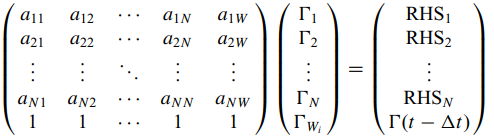 a₁₁ a₁₂ ⋯ a₁N a₁W Γ₁ RHS₁
a₂₁ a₂₂ ⋯ a₂N a₂W Γ₂ RHS₂
⋮ ⋮ ⋱ ⋮ ⋮ ⋮ = ⋮
aN1 aN2 ⋯ aNN aNW ΓN RHSN
1 1 ⋯ 1 1 ΓWᵢ Γ(t − Δt)